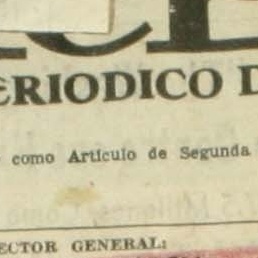 ERIODICO D
como Articulo de Segunda
ECTOR GENERAL: